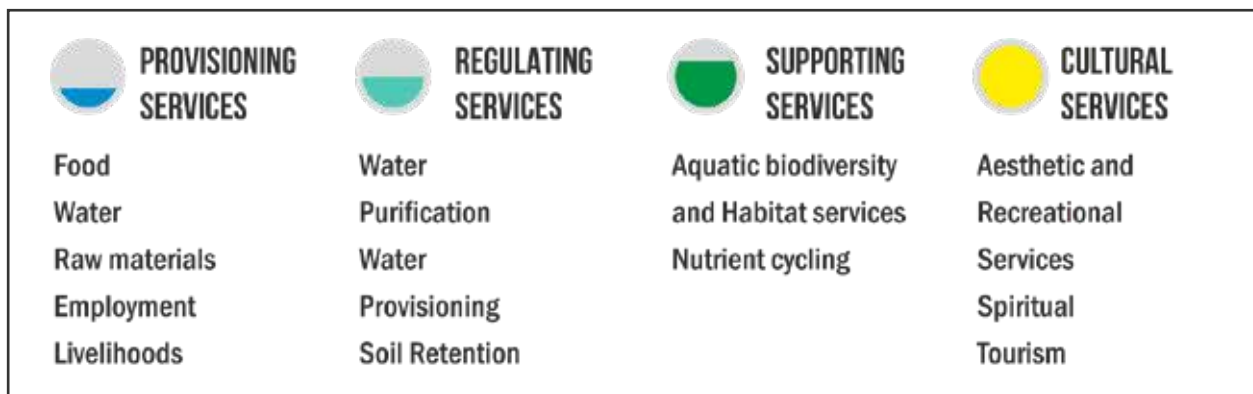 PROVISIONING
SERVICES
Food
Water
Raw materials
Employment
Livelihoods
REGULATING
SERVICES
Water
Purification
Water
Provisioning
Soil Retention
SUPPORTING
SERVICES
Aquatic biodiversity
and Habitat services
Nutrient cycling
CULTURAL
SERVICES
Aesthetic and
Recreational
Services
Spiritual
Tourism